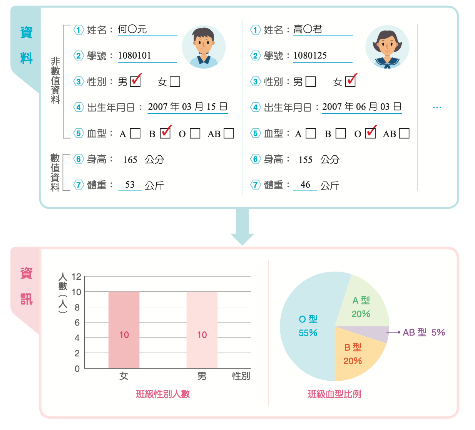 資料
非數值資料
① 姓名：何〇元
② 學號：1080101
③ 性別：男 女
④ 出生年月日：2007 年 03 月 15 日
⑤ 血型：A B O AB
數值資料
⑥ 身高：165 公分
⑦ 體重：53 公斤
① 姓名：高〇君
② 學號：1080125
③ 性別：男 女
④ 出生年月日：2007 年 06 月 03 日
⑤ 血型：A B O AB
⑥ 身高：155 公分
⑦ 體重：46 公斤
…
資訊
人數（人）
12
10
8
6
4
2
0
10
10
女 男 性別
班級性別人數
O 型
55%
A 型
20%
AB 型 5%
B 型
20%
班級血型比例